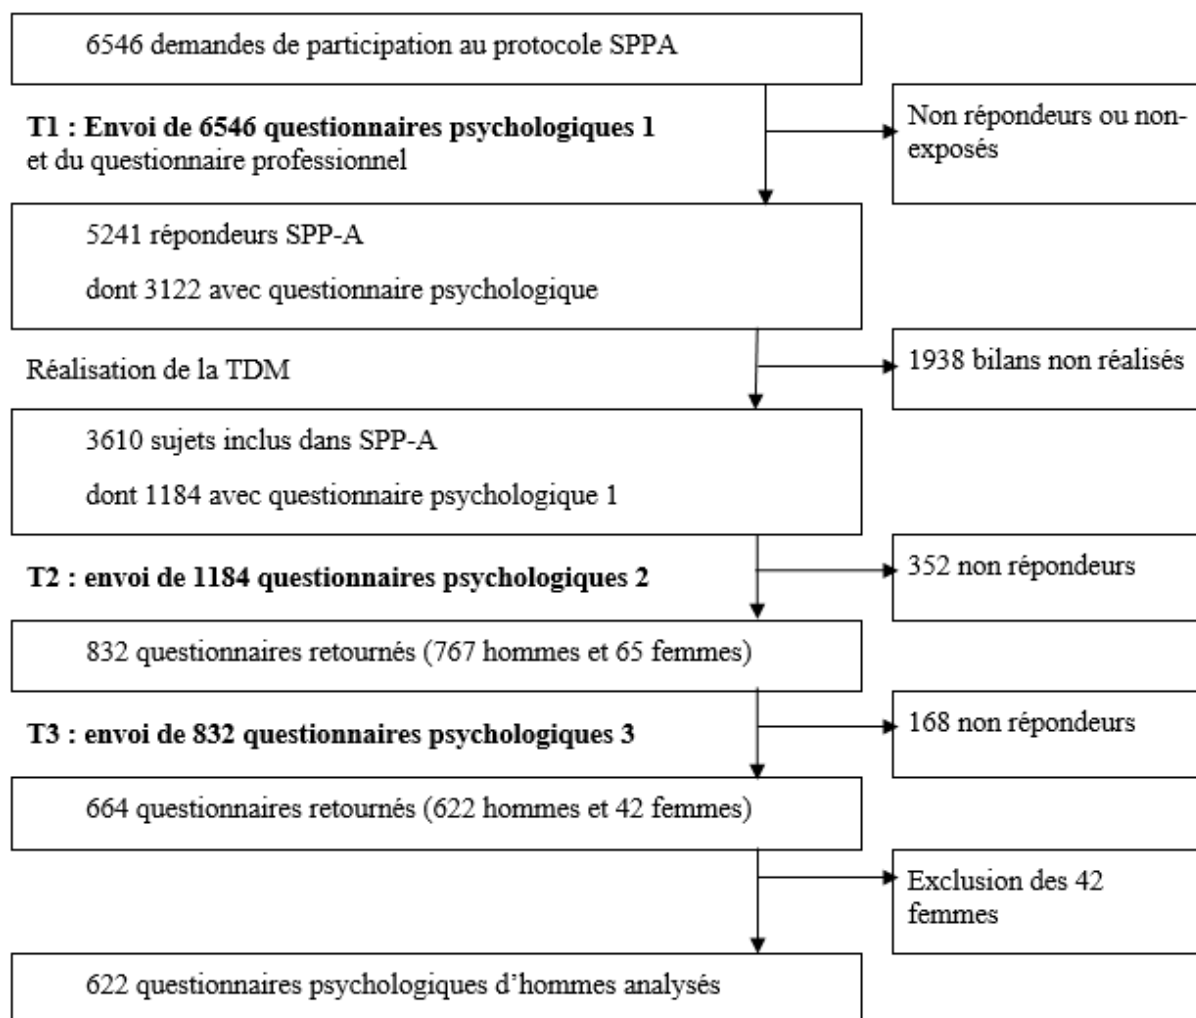 6546 demandes de participation au protocole SPPA
T1 : Envoi de 6546 questionnaires psychologiques 1
et du questionnaire professionnel
Non répondeurs ou non-
exposés
5241 répondeurs SPP-A
dont 3122 avec questionnaire psychologique
Réalisation de la TDM
1938 bilans non réalisés
3610 sujets inclus dans SPP-A
dont 1184 avec questionnaire psychologique 1
T2 : envoi de 1184 questionnaires psychologiques 2
352 non répondeurs
832 questionnaires retournés (767 hommes et 65 femmes)
T3 : envoi de 832 questionnaires psychologiques 3
168 non répondeurs
664 questionnaires retournés (622 hommes et 42 femmes)
Exclusion des 42
femmes
622 questionnaires psychologiques d’hommes analysés